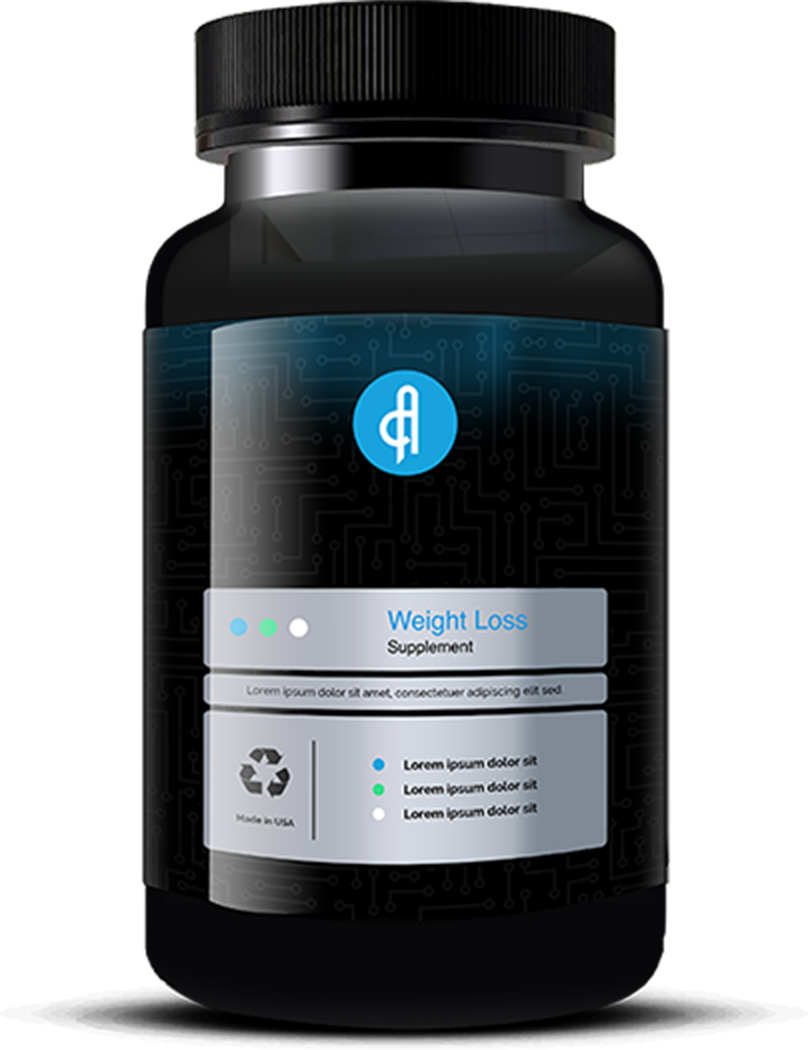 Weight Loss
Supplement
Lorem ipsum dolor sit amet, consectetuer adipiscing elit sed.
Lorem ipsum dolor sit
Lorem ipsum dolor sit
Lorem ipsum dolor sit
Made in USA